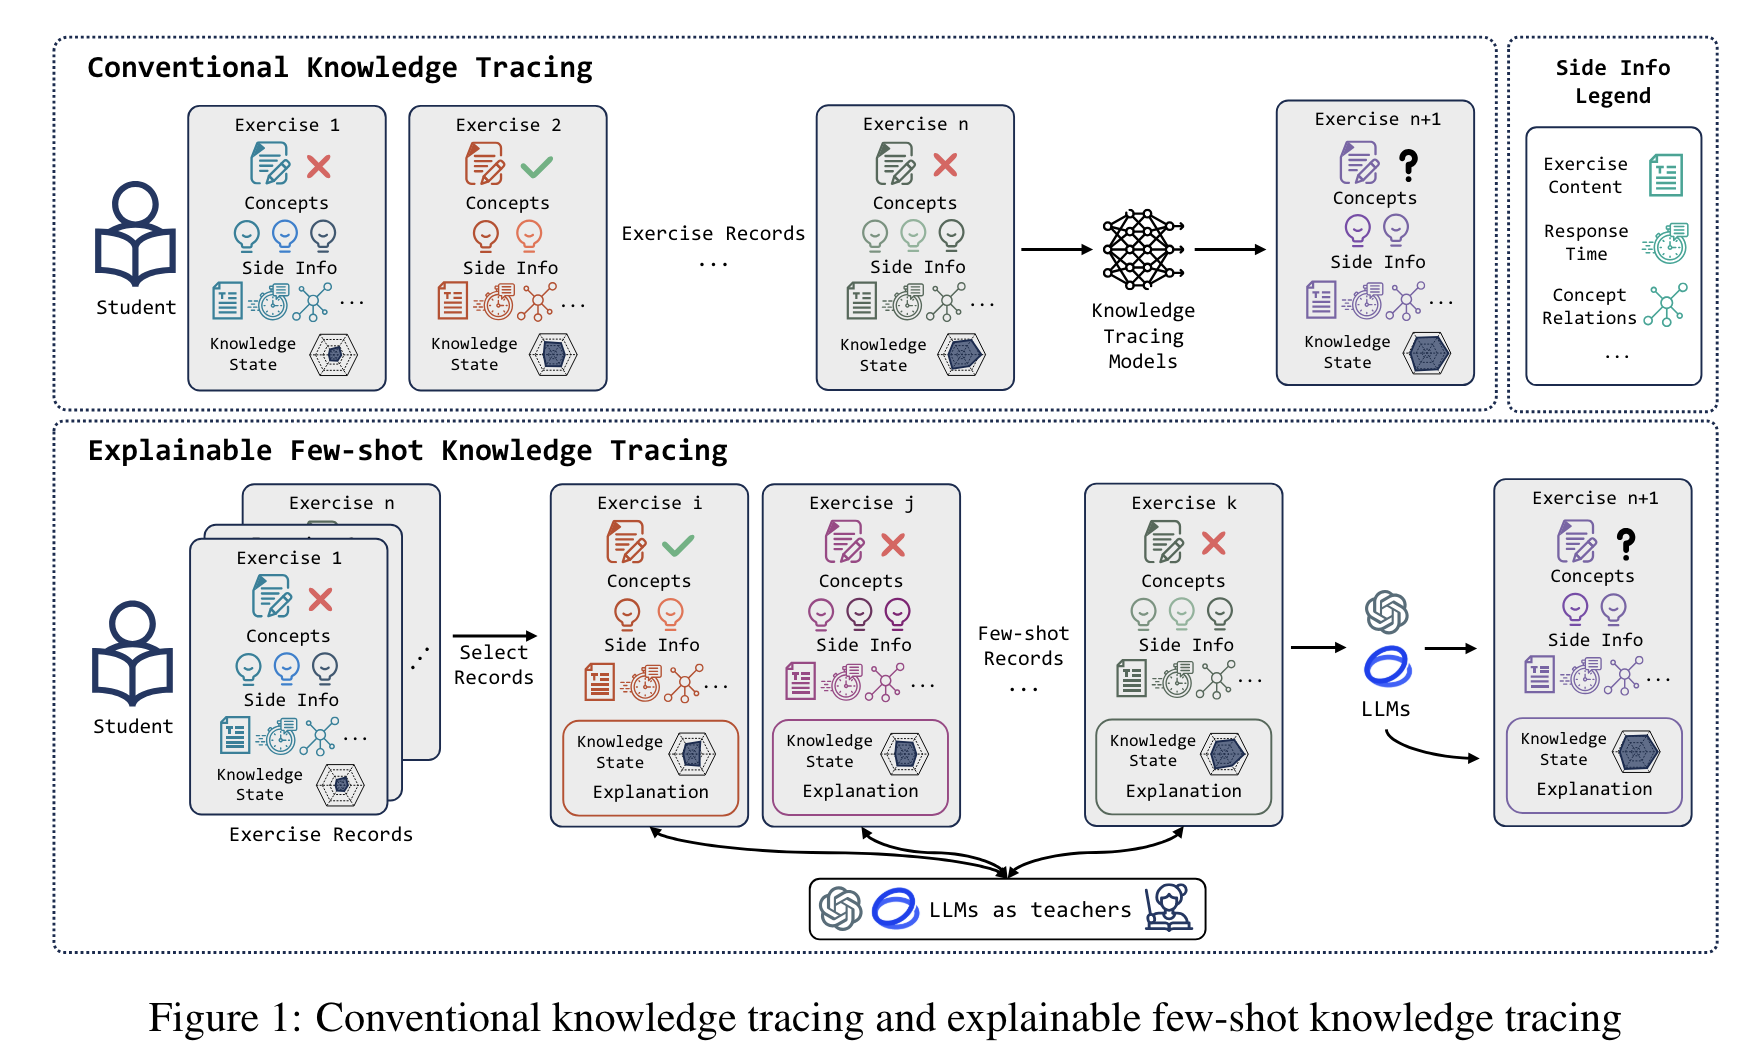 Conventional Knowledge Tracing
Student
Exercise 1
Concepts
Side Info
...
Knowledge
State
Exercise 2
Concepts
Side Info
...
Knowledge
State
Exercise Records
...
Exercise n
Concepts
Side Info
...
Knowledge
State
Knowledge
Tracing
Models
Exercise n+1
?
Concepts
Side Info
...
Knowledge
State
Side Info
Legend
Exercise
Content
Response
Time
Concept
Relations
...
Explainable Few-shot Knowledge Tracing
Student
Exercise n
Exercise 1
Concepts
Side Info
...
Knowledge
State
Exercise Records
...
Select
Records
Exercise i
Concepts
Side Info
...
Knowledge
State
Explanation
Exercise j
Concepts
Side Info
...
Knowledge
State
Explanation
Few-shot
Records
...
Exercise k
Concepts
Side Info
...
Knowledge
State
Explanation
LLMs
Exercise n+1
?
Concepts
Side Info
...
Knowledge
State
Explanation
LLMs as teachers
Figure 1: Conventional knowledge tracing and explainable few-shot knowledge tracing